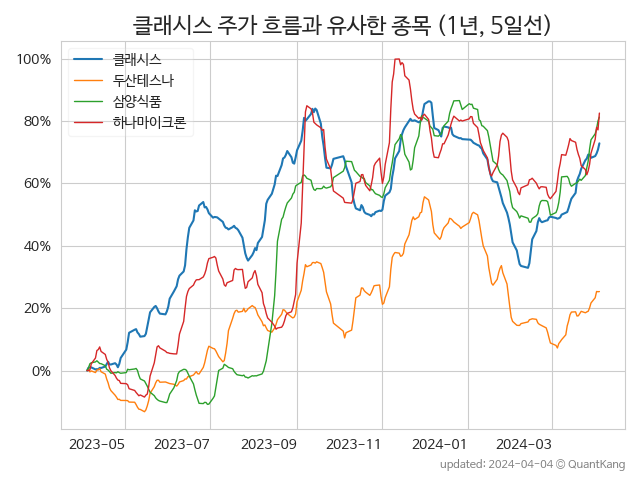 클래시스 주가 흐름과 유사한 종목 (1년, 5일선)
클래시스
두산테스나
삼양식품
하나마이크론
100%
80%
60%
40%
20%
0%
2023-05 2023-07 2023-09 2023-11 2024-01 2024-03
updated: 2024-04-04 © QuantKang